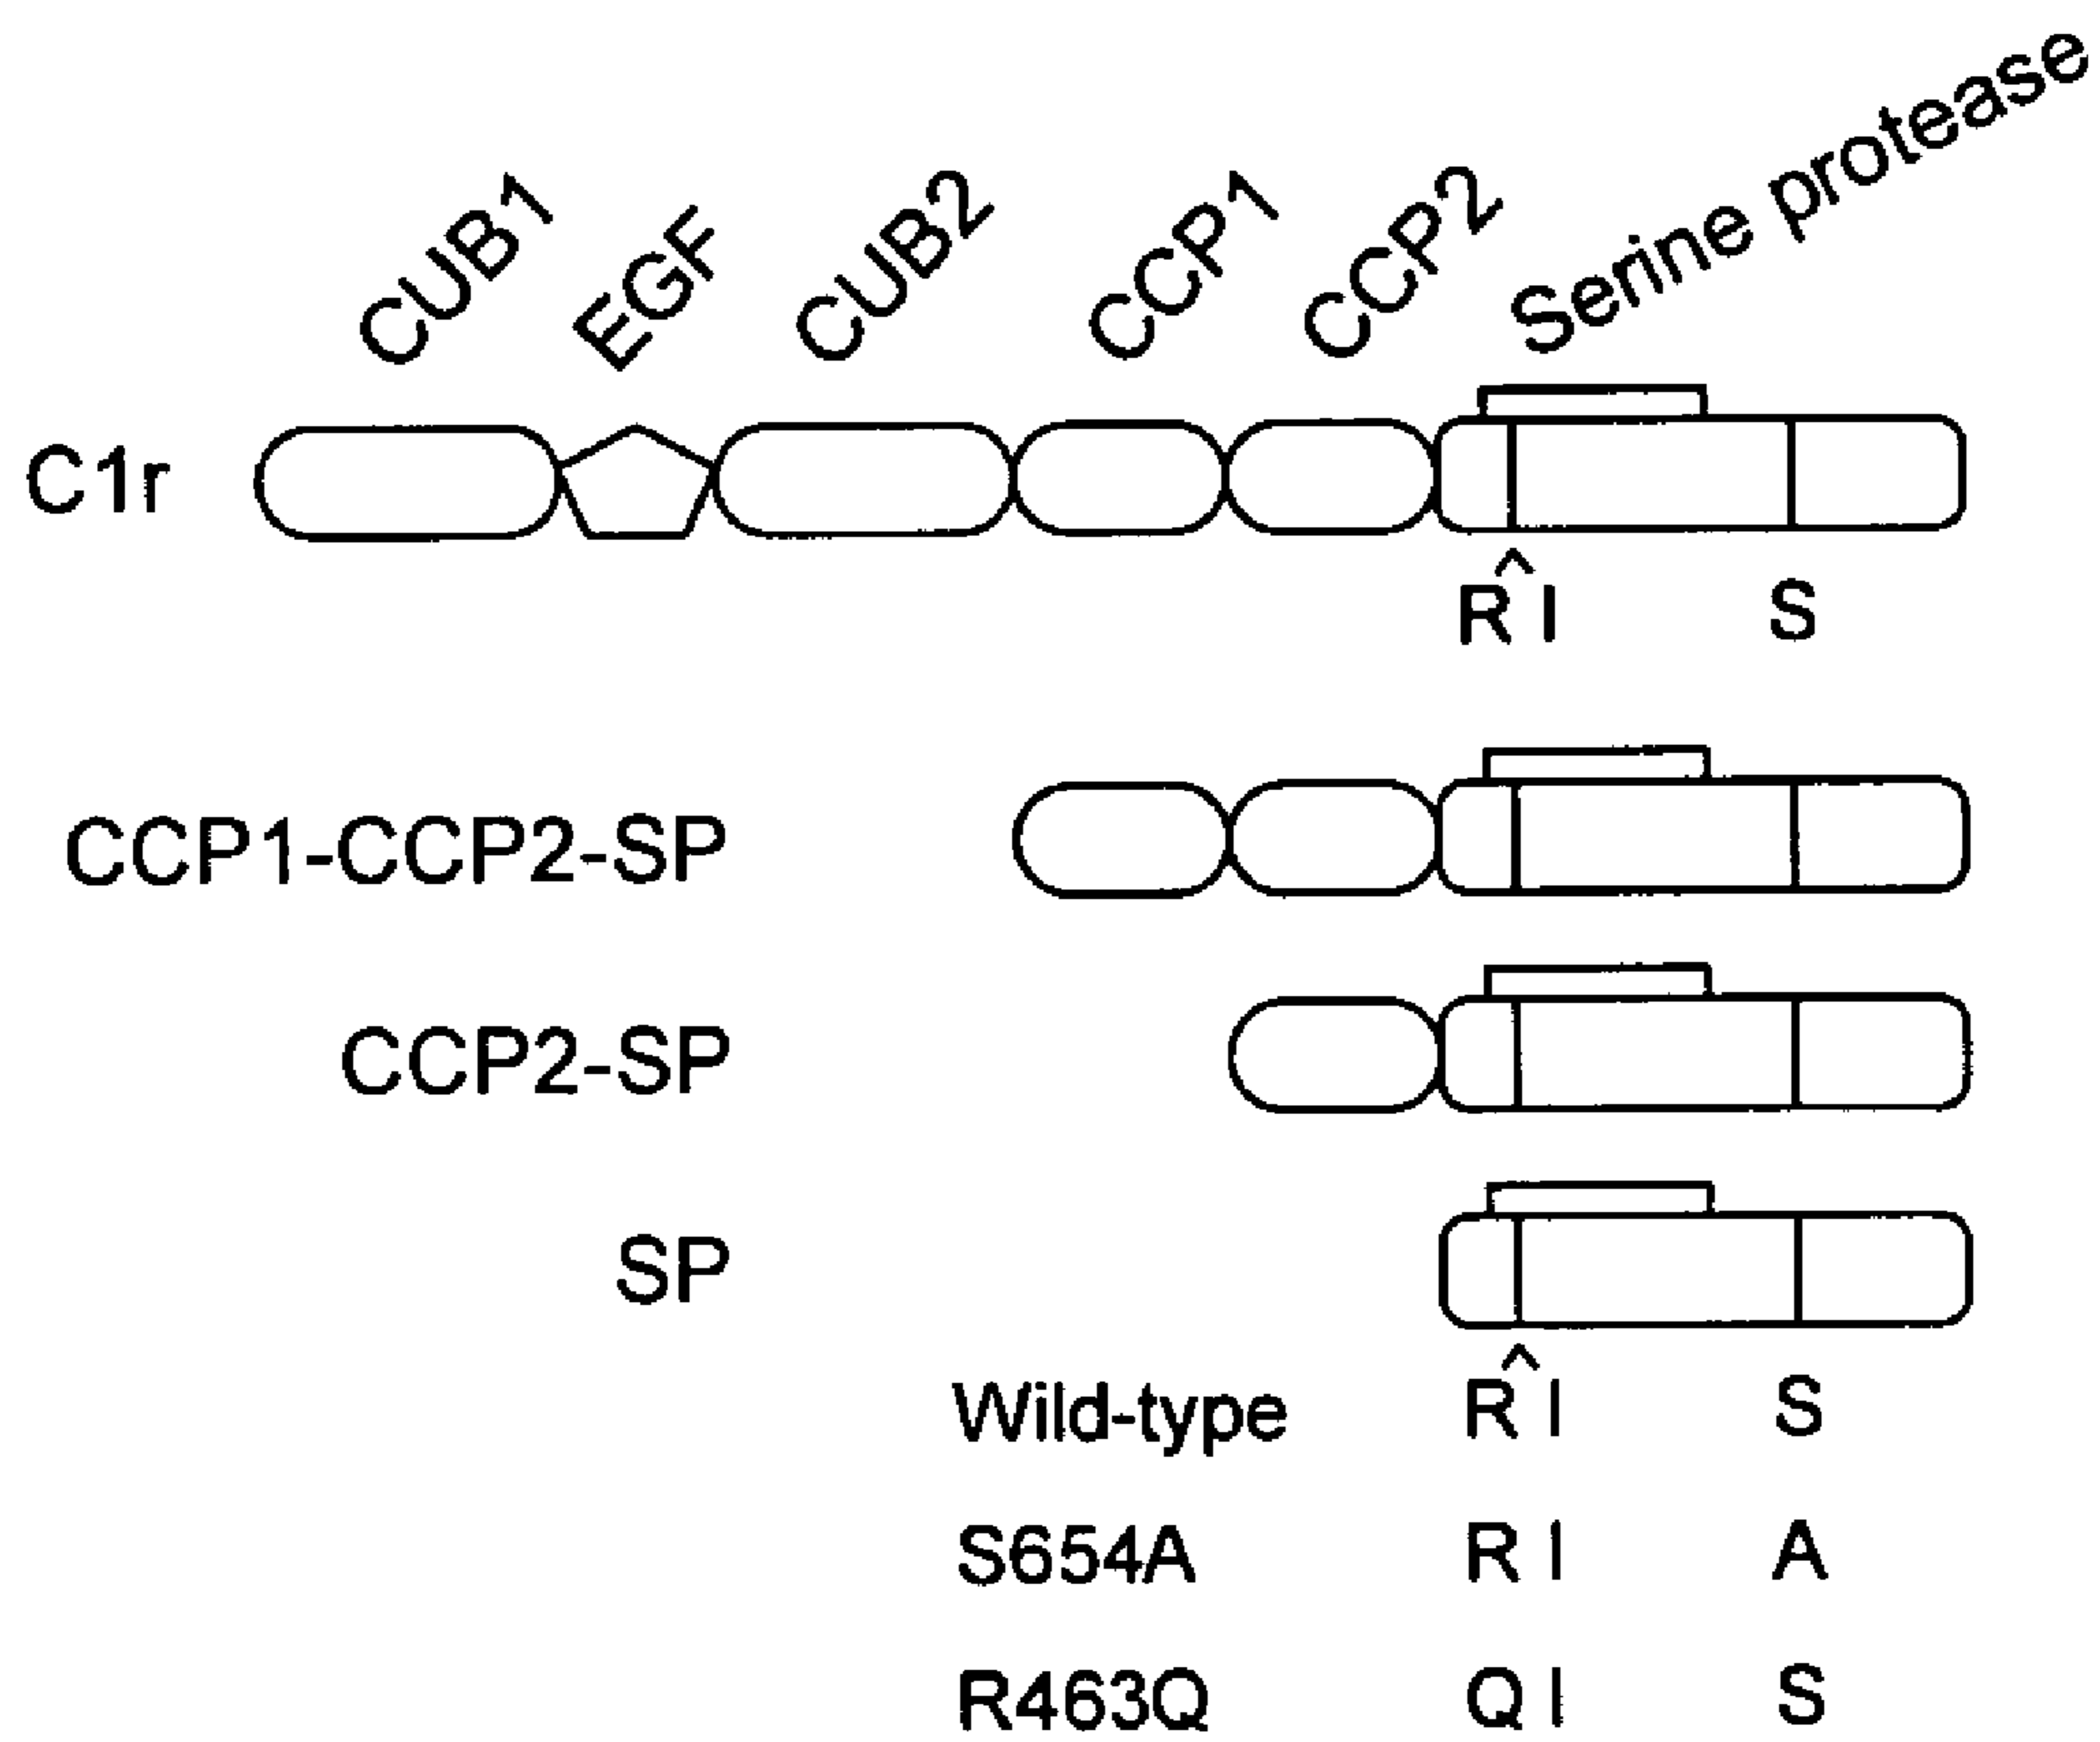 CUB1 EGF CUB2 CCP1 CCP2 Serine protease
C1r
R I S
CCP1-CCP2-SP
CCP2-SP
SP
Wild-type R I S
S654A R I A
R463Q Q I S